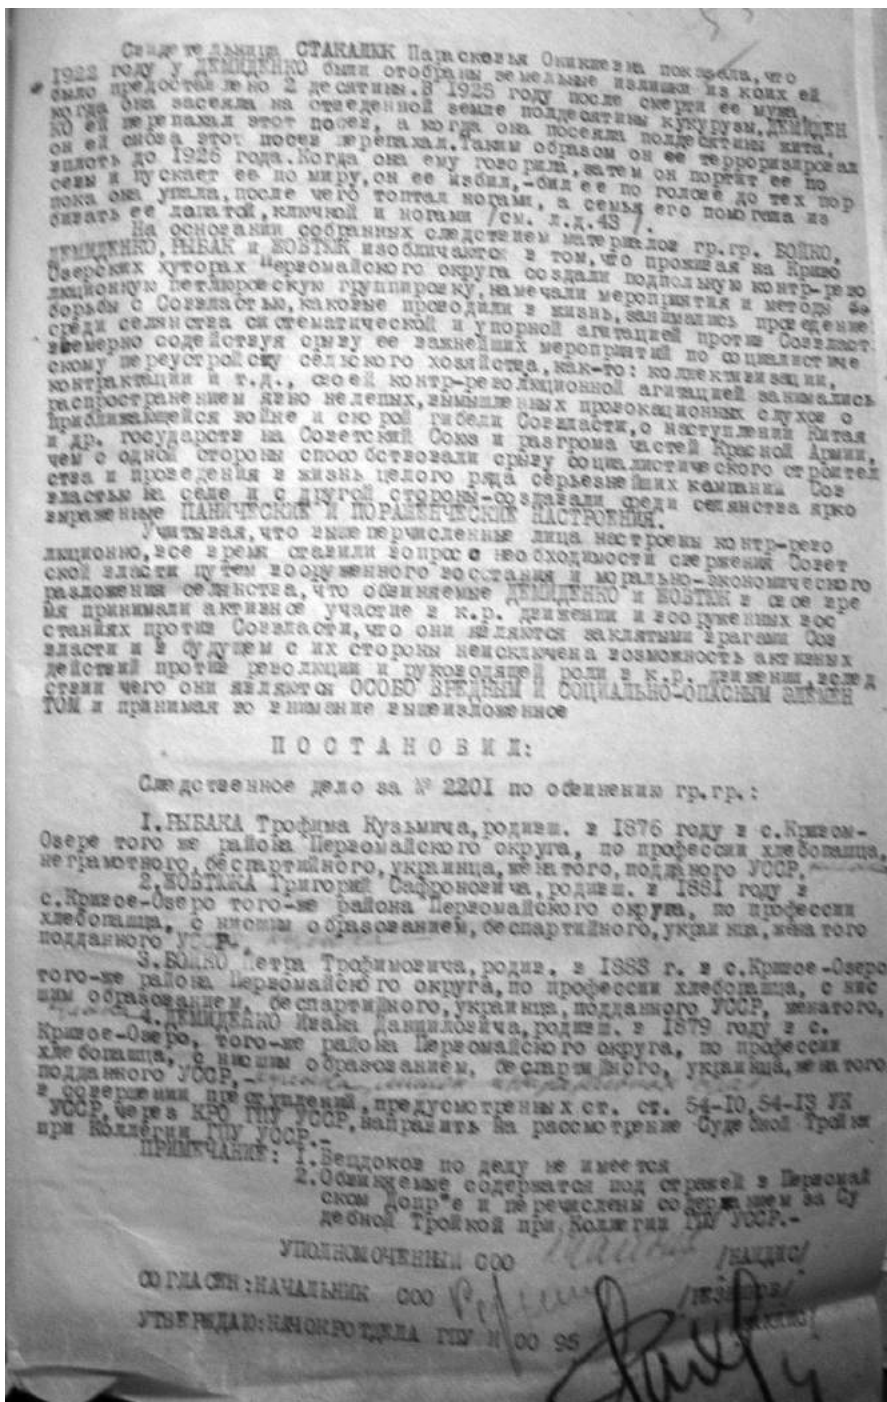 Свидетельница СТАКАЛЕК Парасковья Оникиевна показала, что
1922 году у ДЕМИДЕНКО были отобраны земельные излишки из коих ей
было предоставлено 2 десятины. В 1925 году после смерти ее мужа,
когда она засеяла на отведенной земле полдесятины кукурузы, ДЕМИДЕН
КО ей перепахал этот посев, а когда она посеяла полдесятины жита,
он ей снова этот посев перепахал. Таким образом он ее терроризировал
вплоть до 1926 года. Когда она ему говорила, зачем он портит ее по
севы и пускает ее по миру, он ее избил,-бил ее по голове до тех пор
пока она упала, после чего топтал ногами, а семья его помогала из
бивать ее лопатой, ключкой и ногами /см. л.д. 43/.
На основании собранных следствием материалов гр.гр. БОЙКО,
ДЕМИДЕНКО, РЫБАК и ЖОВТЮК изобличаются в том, что проживая на Криво
Озерских хуторах Первомайского округа создали подпольную контр-рево
люционную петлюровскую группировку, намечали мероприятия и методы
борьбы с Совластью, каковые проводили в жизнь, занимались проведение
среди селянства систематической и упорной агитацией против Соввласт.
всемерно содействуя срыву ее важнейших мероприятий по социалистиче
скому переустройству сельского хозяйства, как-то: коллективизации,
контрактации и т.д., своей контр-революционной агитацией занимались
распространением явно нелепых, вымышленных провокационных слухов о
приближающейся войне и скорой гибели Соввласти, о наступлении Китая
и др. государств на Советский Союз и разгрома частей Красной Армии,
чем с одной стороны способствовали срыву социалистического строител
ства и проведения в жизнь целого ряда серьезнейших кампаний Сов
властью на селе и с другой стороны-создавали среди селянства ярко
выраженные ПАНИЧЕСКИЕ И ПОРАЖЕНЧЕСКИЕ НАСТРОЕНИЯ.
Учитывая, что вышеперечисленные лица настроены контр-рево
люционно, все время ставили вопрос о необходимости свержения Совет
ской власти путем вооруженного восстания и морально-экономического
разложения селянства, что обвиняемые ДЕМИДЕНКО и ЖОВТЮК в свое вре
мя принимали активное участие в к.р. движении и вооруженных вос
станиях против Соввласти, что они являются заклятыми врагами Сов
власти и в будущем с их стороны неисключена возможность активных
действий против революции и руководящей роли в к.р. движении, вслед
ствии чего они являются ОСОБО ВРЕДНЫМ И СОЦИАЛЬНО-ОПАСНЫМ ЭЛЕМЕН
ТОМ и принимая во внимание вышеизложенное
П О С Т А Н О В И Л:
Следственное дело за № 2201 по обвинению гр.гр.:
1. РЫБАКА Трофима Кузьмича, родивш. в 1876 году в с. Кривом-
Озере того же района Первомайского округа, по профессии хлебопашца,
неграмотного, беспартийного, украинца, женатого, подданого УССР,
2. ЖОВТЮКА Григорий Сафроновича, родивш. в 1881 году в
с. Кривое-Озеро того-же района Первомайского округа, по профессии
хлебопашца, с нисшим образованием, беспартийного, украинца, женатого
подданного УССР.
3. БОЙКО Петра Трофимовича, родив. в 1883 г. в с. Кривое-Озеро
того-же района Первомайского округа, по профессии хлебопашца, с нис
шим образованием, беспартийного, украинца, подданного УССР, женатого,
4. ДЕМИДЕНКО Ивана Данииловича, родивш. в 1879 году в с.
Кривое-Озеро, того-же района Первомайского округа, по профессии
хлебопашца, с нисшим образованием, беспартийного, украинца, женатого
подданного УССР,-
в совершении преступлений, предусмотренных ст. ст. 54-10, 54-13 УК
УССР, через КРО ГПУ УССР, направить на рассмотрение Судебной Тройки
при Коллегии ГПУ УССР.-
ПРИМЕЧАНИЕ: 1. Вещдоков по делу не имеется
2. Обвиняемые содержатся под стражей в Первомай
ском Допр"е и перечислены содержанием за Су
дебной Тройкой при Коллегии ГПУ УССР.-
УПОЛНОМОЧЕННЫЙ СОО
СОГЛАСЕН: НАЧАЛЬНИК СОО
УТВЕРЖДАЮ: НАЧОКРОТДЕЛА ГПУ И ОО 95